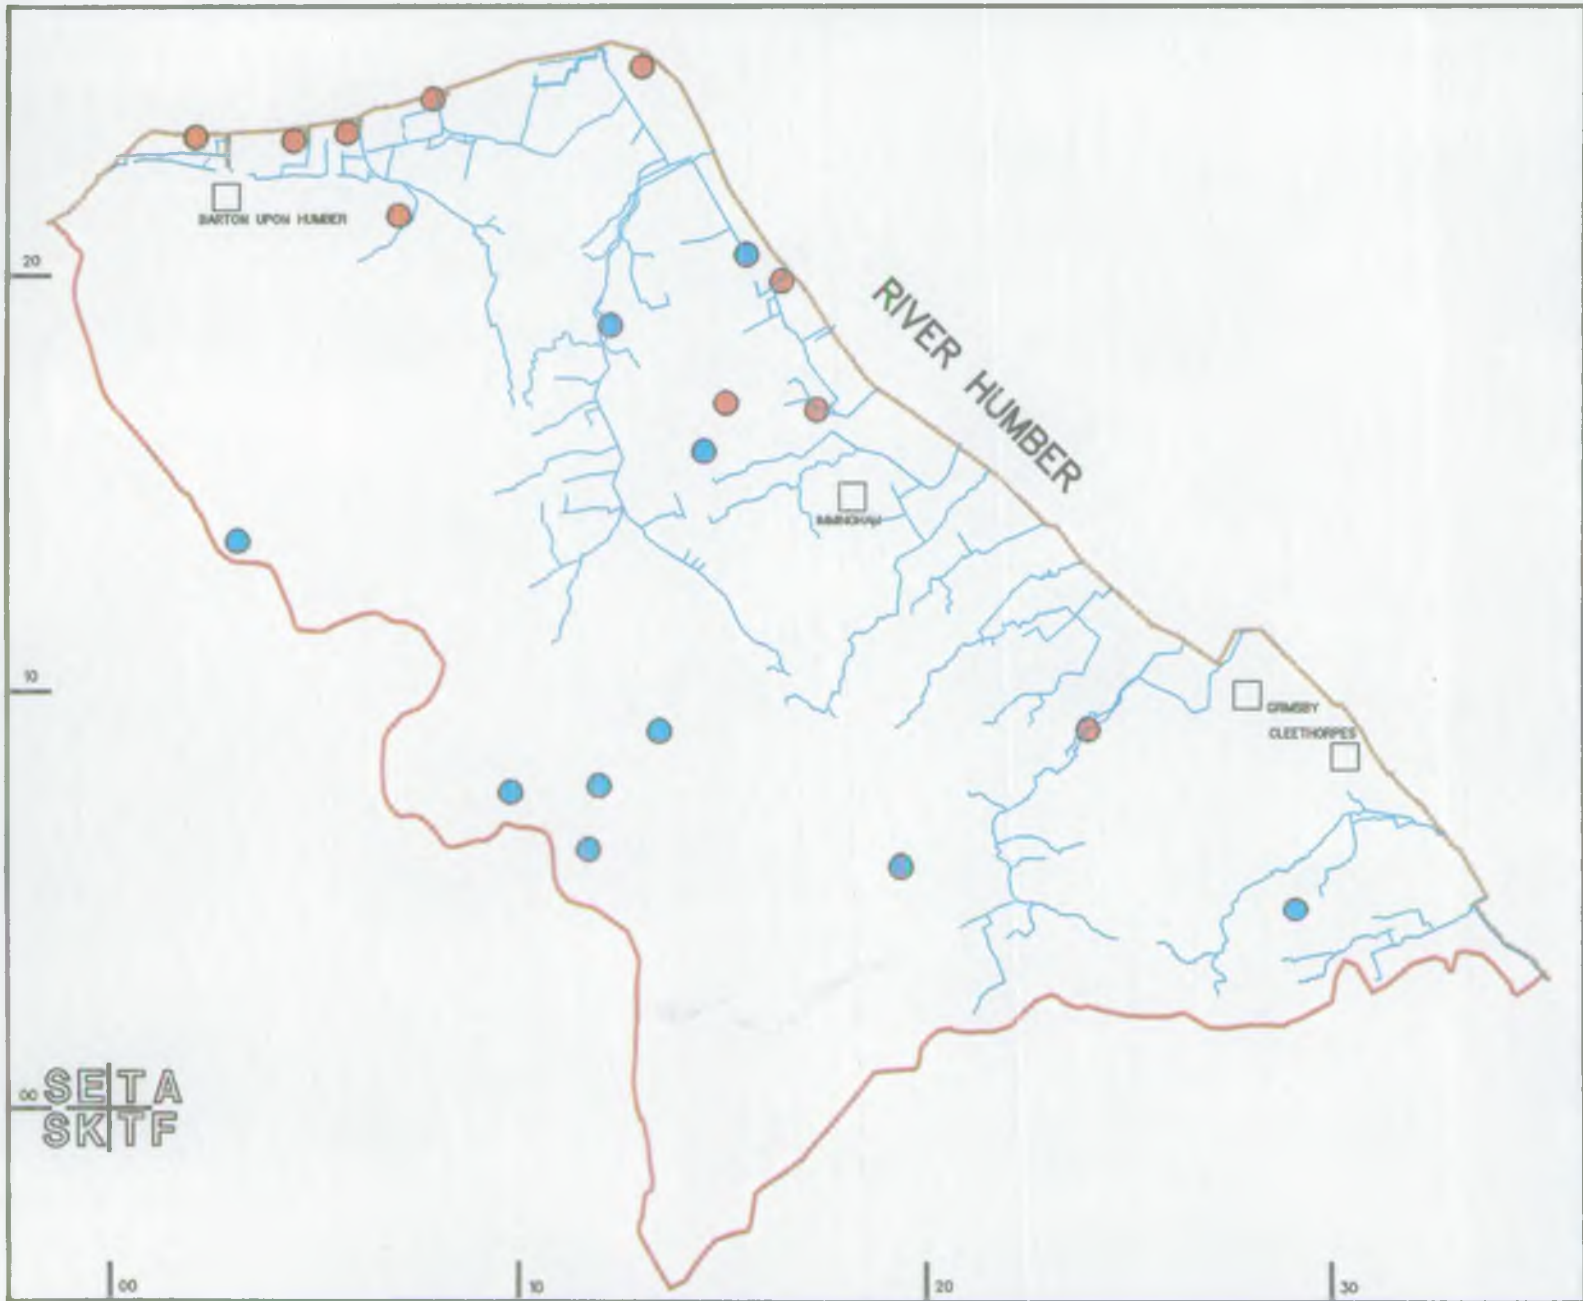 BARTON UPON HUMBER
20
RIVER HUMBER
IMMINGHAM
10
GRIMSBY
CLEETHORPES
00
SE TA
SK TF
00
10
20
30